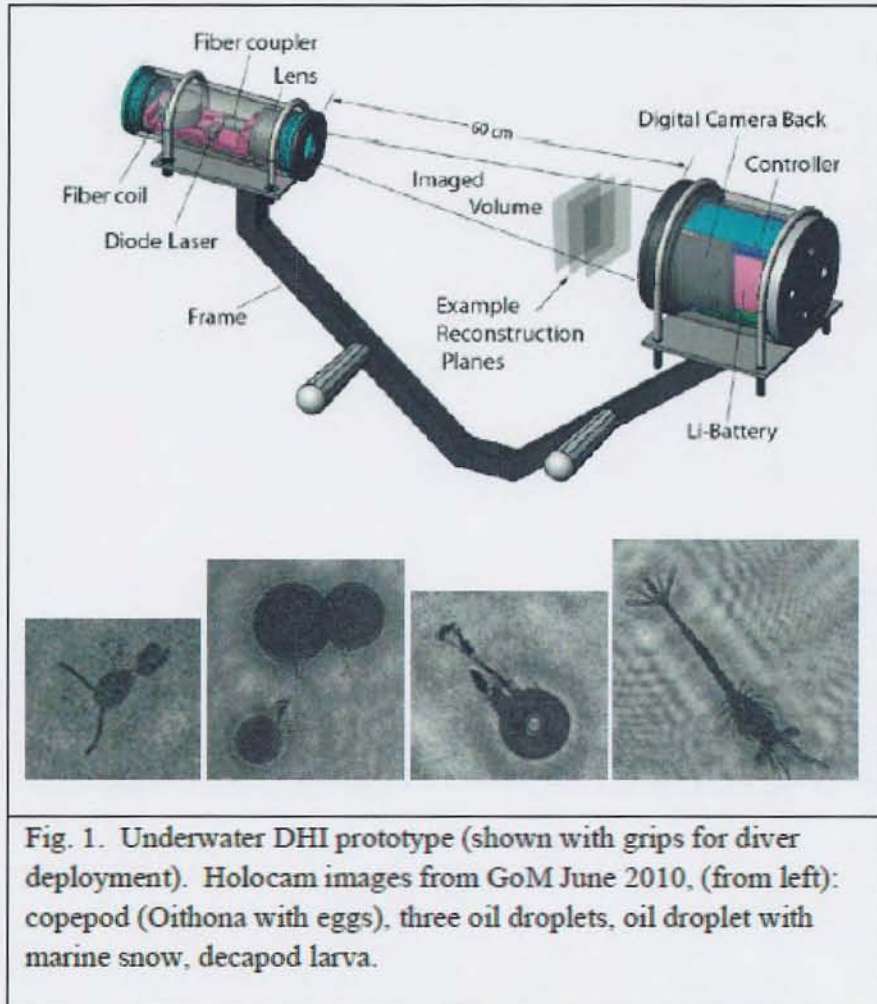 Fiber coupler
Lens
60 cm
Digital Camera Back
Controller
Imaged
Volume
Fiber coil
Diode Laser
Frame
Example
Reconstruction
Planes
Li-Battery
Fig. 1.  Underwater DHI prototype (shown with grips for diver
deployment).  Holocam images from GoM June 2010, (from left):
copepod (Oithona with eggs), three oil droplets, oil droplet with
marine snow, decapod larva.